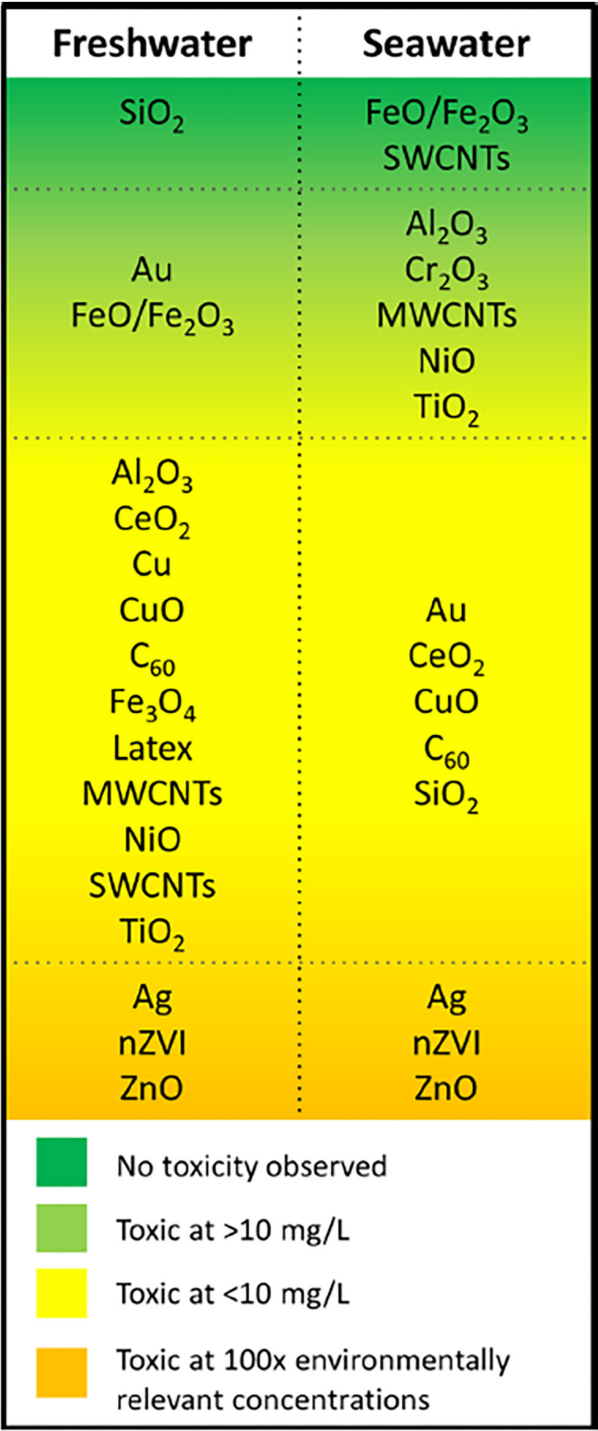 Freshwater
Seawater
SiO₂
FeO/Fe₂O₃
SWCNTs
Au
FeO/Fe₂O₃
Al₂O₃
Cr₂O₃
MWCNTs
NiO
TiO₂
Al₂O₃
CeO₂
Cu
CuO
C₆₀
Fe₃O₄
Latex
MWCNTs
NiO
SWCNTs
TiO₂
Au
CeO₂
CuO
C₆₀
SiO₂
Ag
nZVI
ZnO
Ag
nZVI
ZnO
No toxicity observed
Toxic at >10 mg/L
Toxic at <10 mg/L
Toxic at 100x environmentally
relevant concentrations